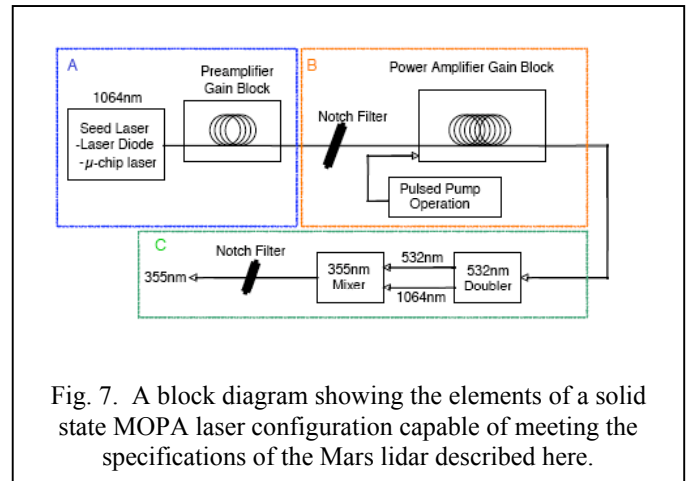 A
Preamplifier
Gain Block
1064nm
Seed Laser
-Laser Diode
-µ-chip laser
B
Power Amplifier Gain Block
Notch Filter
Pulsed Pump
Operation
C
Notch Filter
355nm
355nm
Mixer
532nm
1064nm
532nm
Doubler
Fig. 7.  A block diagram showing the elements of a solid
state MOPA laser configuration capable of meeting the
specifications of the Mars lidar described here.